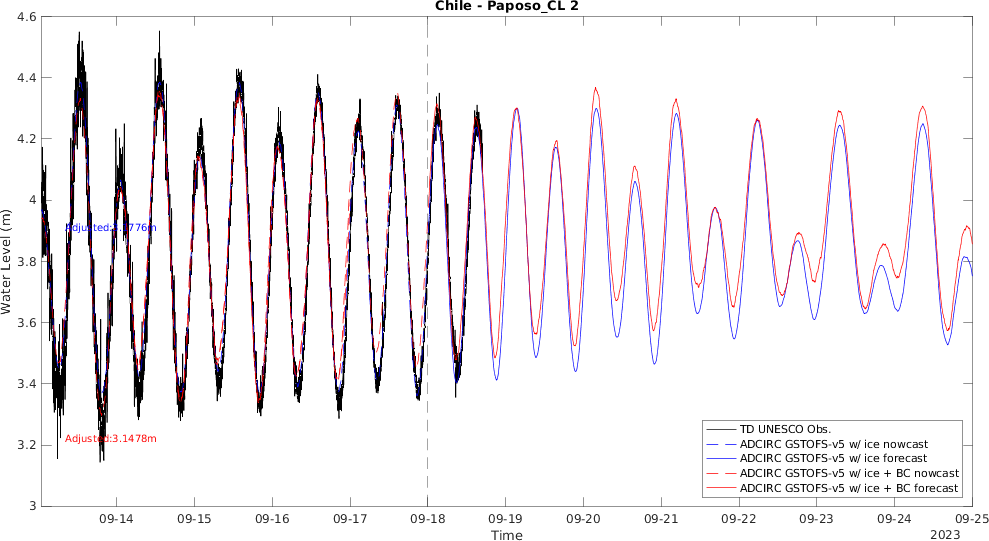 Chile - Paposo_CL 2
4.6
4.4
4.2
4
3.8
3.6
3.4
3.2
3
Water Level (m)
Adjusted:3.1478m
TD UNESCO Obs.
ADCIRC GSTOFS-v5 w/ ice nowcast
ADCIRC GSTOFS-v5 w/ ice forecast
ADCIRC GSTOFS-v5 w/ ice + BC nowcast
ADCIRC GSTOFS-v5 w/ ice + BC forecast
09-14 09-15 09-16 09-17 09-18 09-19 09-20 09-21 09-22 09-23 09-24 09-25
Time
2023